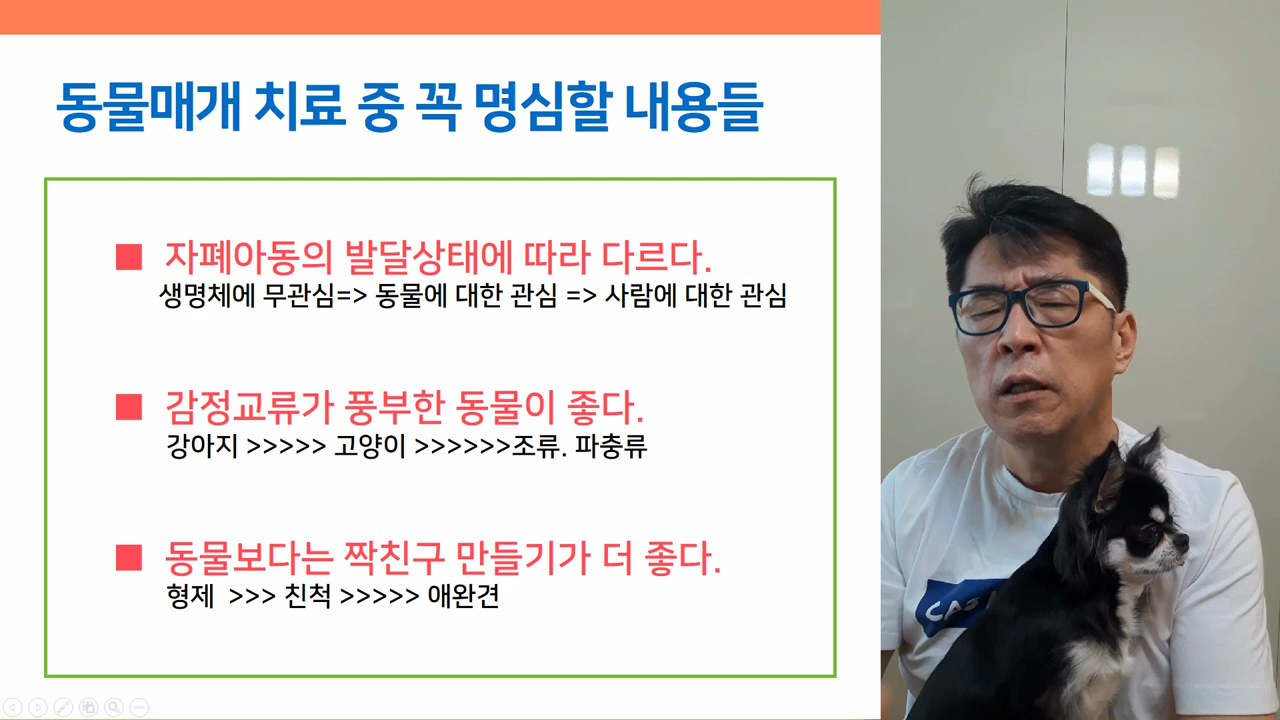 동물매개 치료 중 꼭 명심할 내용들
■ 자폐아동의 발달상태에 따라 다르다.
생명체에 무관심=> 동물에 대한 관심 => 사람에 대한 관심
■ 감정교류가 풍부한 동물이 좋다.
강아지 >>>>> 고양이 >>>>>>조류. 파충류
■ 동물보다는 짝친구 만들기가 더 좋다.
형제 >>> 친척 >>>>> 애완견